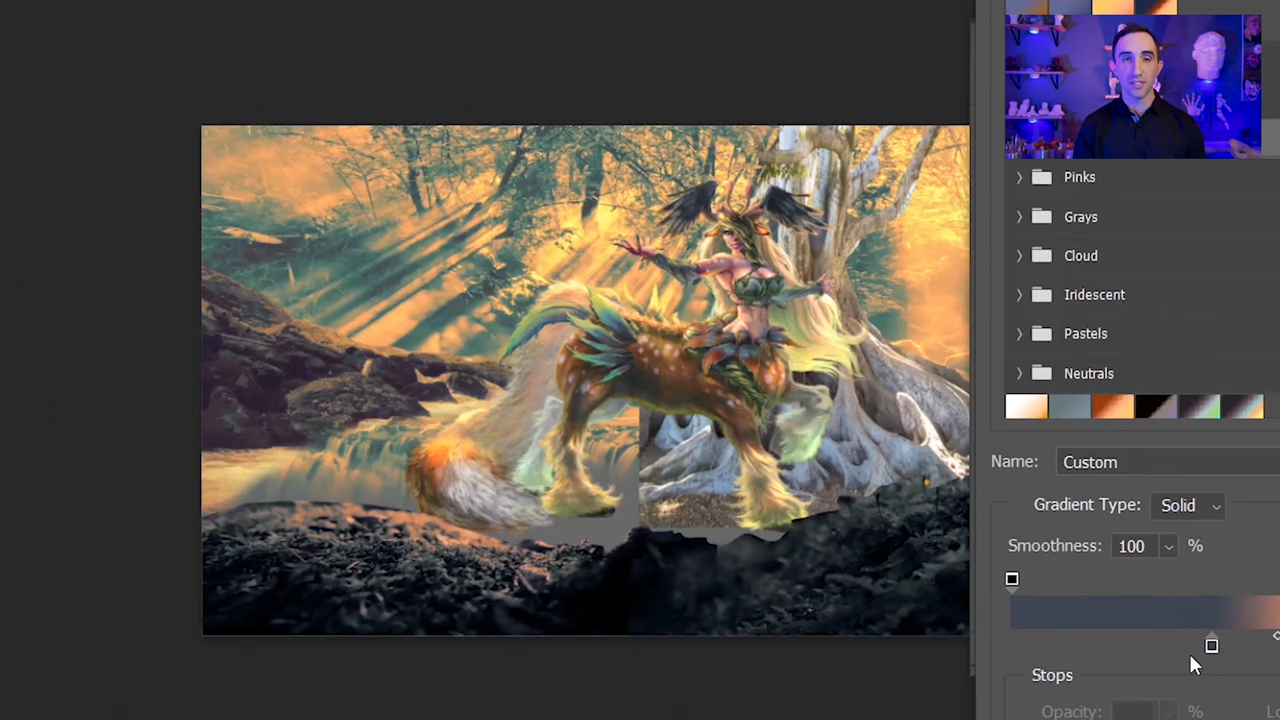 Pinks
Grays
Cloud
Iridescent
Pastels
Neutrals
Name: Custom
Gradient Type: Solid
Smoothness: 100 %
Stops
Opacity: %